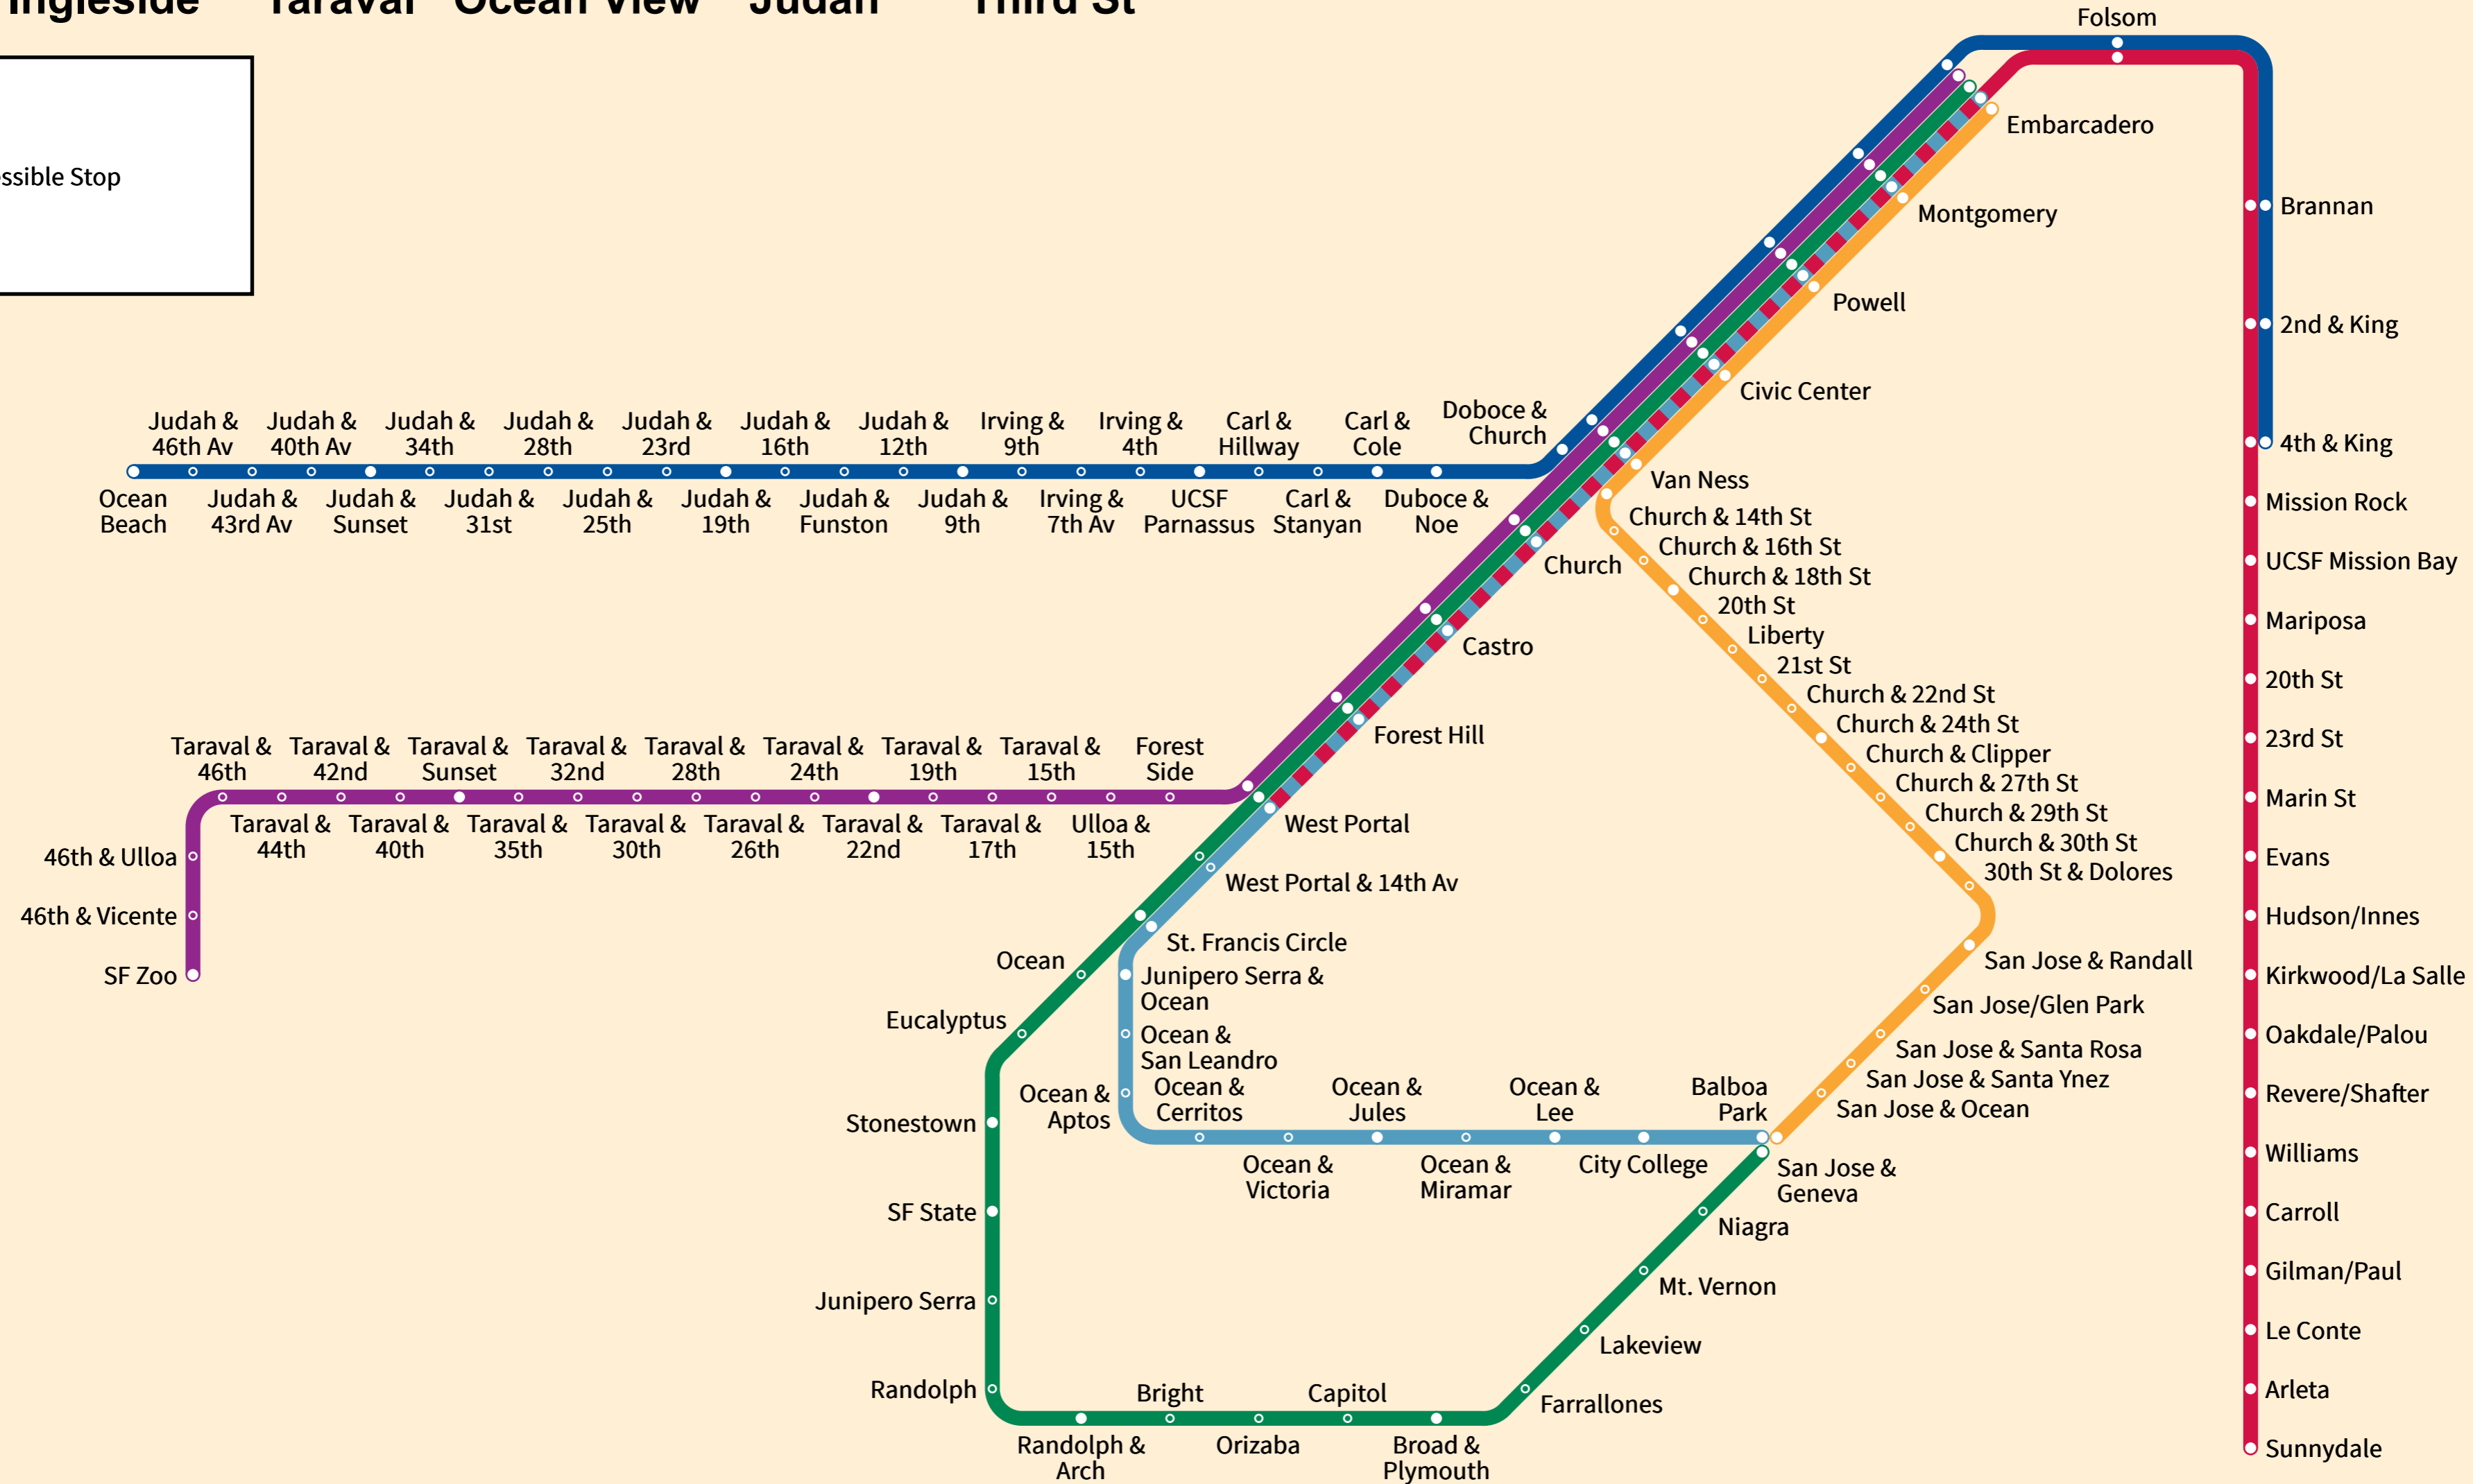 Ingleside Taraval Ocean View Judah Third St
ssible Stop
Folsom
Embarcadero
Montgomery
Powell
Civic Center
Van Ness
Brannan
2nd & King
4th & King
Mission Rock
UCSF Mission Bay
Mariposa
20th St
23rd St
Marin St
Evans
Hudson/Innes
Kirkwood/La Salle
Oakdale/Palou
Revere/Shafter
Williams
Carroll
Gilman/Paul
Le Conte
Arleta
Sunnydale
Judah &
46th Av
Judah &
40th Av
Judah &
34th
Judah &
28th
Judah &
23rd
Judah &
16th
Judah &
12th
Irving &
9th
Irving &
4th
Carl &
Hillway
Carl &
Cole
Doboce &
Church
Ocean
Beach
Judah &
43rd Av
Judah &
Sunset
Judah &
31st
Judah &
25th
Judah &
19th
Judah &
Funston
Judah &
9th
Irving &
7th Av
UCSF
Parnassus
Carl &
Stanyan
Duboce &
Noe
Church
Castro
Forest Hill
West Portal
West Portal & 14th Av
St. Francis Circle
Church & 14th St
Church & 16th St
Church & 18th St
20th St
Liberty
21st St
Church & 22nd St
Church & 24th St
Church & Clipper
Church & 27th St
Church & 29th St
Church & 30th St
30th St & Dolores
San Jose & Randall
San Jose/Glen Park
San Jose & Santa Rosa
San Jose & Santa Ynez
San Jose & Ocean
Taraval &
46th
Taraval &
42nd
Taraval &
Sunset
Taraval &
32nd
Taraval &
28th
Taraval &
24th
Taraval &
19th
Taraval &
15th
Forest
Side
Taraval &
44th
Taraval &
40th
Taraval &
35th
Taraval &
30th
Taraval &
26th
Taraval &
22nd
Taraval &
17th
Ulloa &
15th
46th & Ulloa
46th & Vicente
SF Zoo
Junipero Serra &
Ocean
Ocean &
San Leandro
Ocean &
Aptos
Ocean &
Cerritos
Ocean &
Jules
Ocean &
Lee
Balboa
Park
Ocean &
Victoria
Ocean &
Miramar
City College
San Jose &
Geneva
Ocean
Eucalyptus
Stonestown
SF State
Junipero Serra
Randolph
Randolph &
Arch
Bright
Orizaba
Capitol
Broad &
Plymouth
Farrallones
Lakeview
Mt. Vernon
Niagra